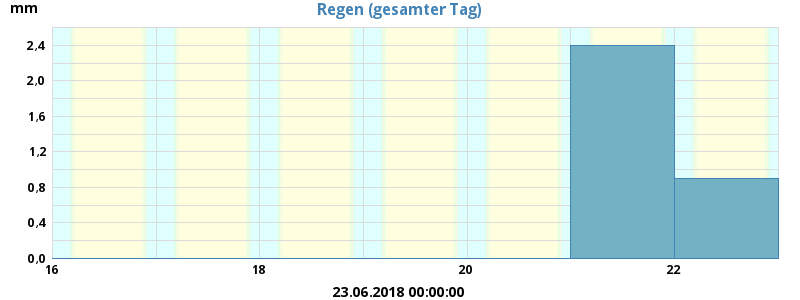 mm
Regen (gesamter Tag)
2,4
2,0
1,6
1,2
0,8
0,4
0,0
16 18 20 22
23.06.2018 00:00:00